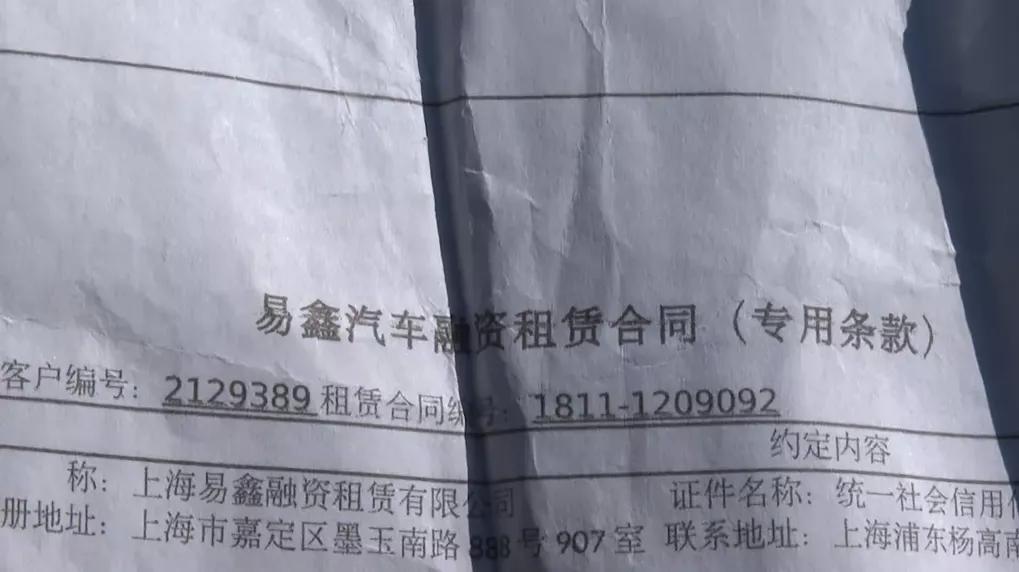 易鑫汽车融资租赁合同（专用条款）
客户编号：2129389 租赁合同编号：1811-1209092
约定内容
称：上海易鑫融资租赁有限公司 证件名称：统一社会信用
册地址：上海市嘉定区墨玉南路888号907室 联系地址：上海浦东杨高南